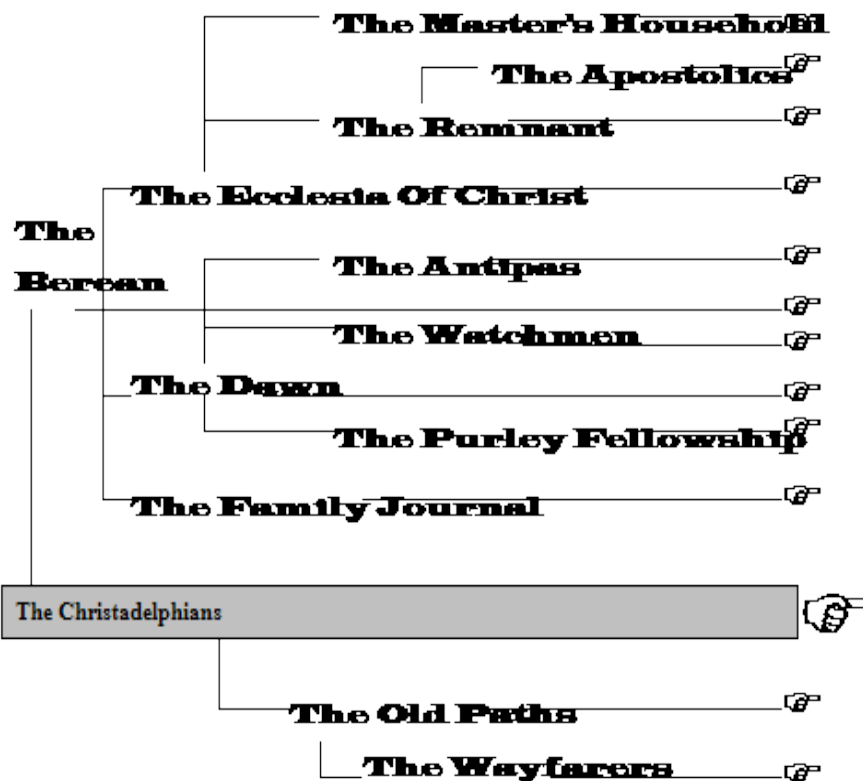 The Master's Household
The Apostolics
The Remnant
The Ecclesia Of Christ
The
Berean
The Antipas
The Watchmen
The Dawn
The Purley Fellowship
The Family Journal
The Christadelphians
The Old Paths
The Wayfarers